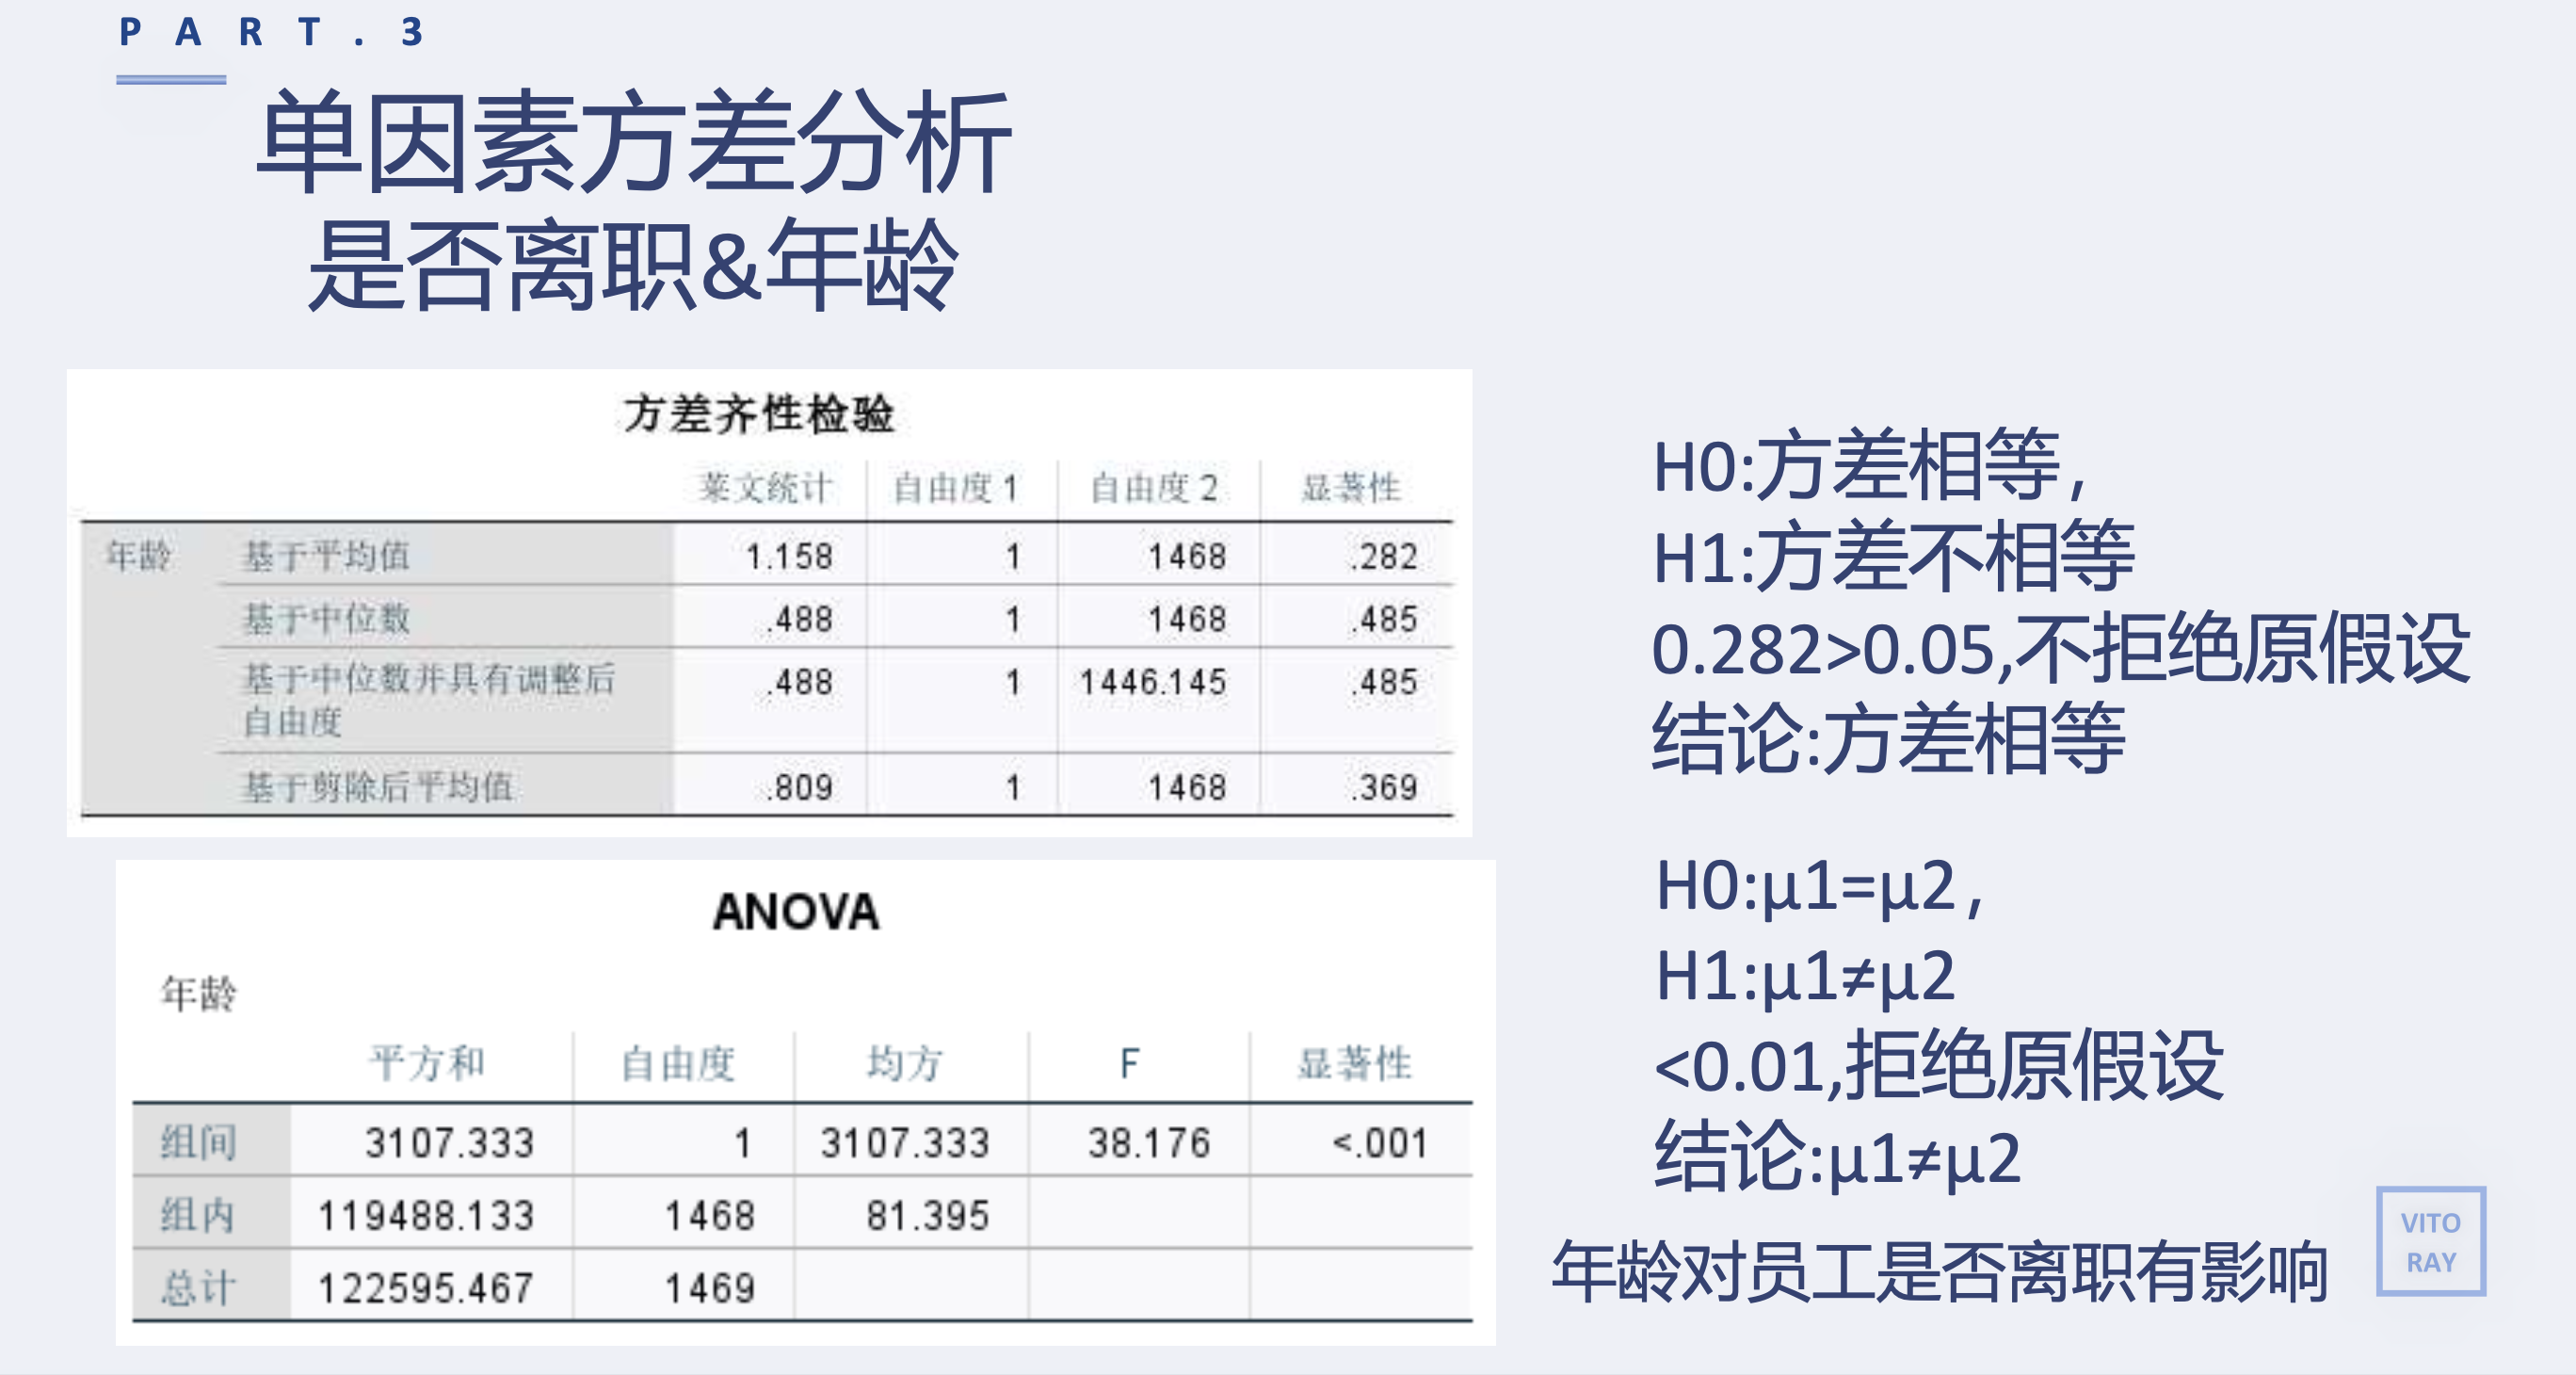 PART.3
单因素方差分析
是否离职&年龄
方差齐性检验
莱文统计 自由度 1 自由度 2 显著性
年龄 基于平均值 1.158 1 1468 .282
基于中位数 .488 1 1468 .485
基于中位数并具有调整后 .488 1 1446.145 .485
自由度
基于剪除后平均值 .809 1 1468 .369
ANOVA
年龄
平方和 自由度 均方 F 显著性
组间 3107.333 1 3107.333 38.176 <.001
组内 119488.133 1468 81.395
总计 122595.467 1469
H0:方差相等,
H1:方差不相等
0.282>0.05,不拒绝原假设
结论:方差相等
H0:μ1=μ2,
H1:μ1≠μ2
<0.01,拒绝原假设
结论:μ1≠μ2
年龄对员工是否离职有影响
VITO
RAY